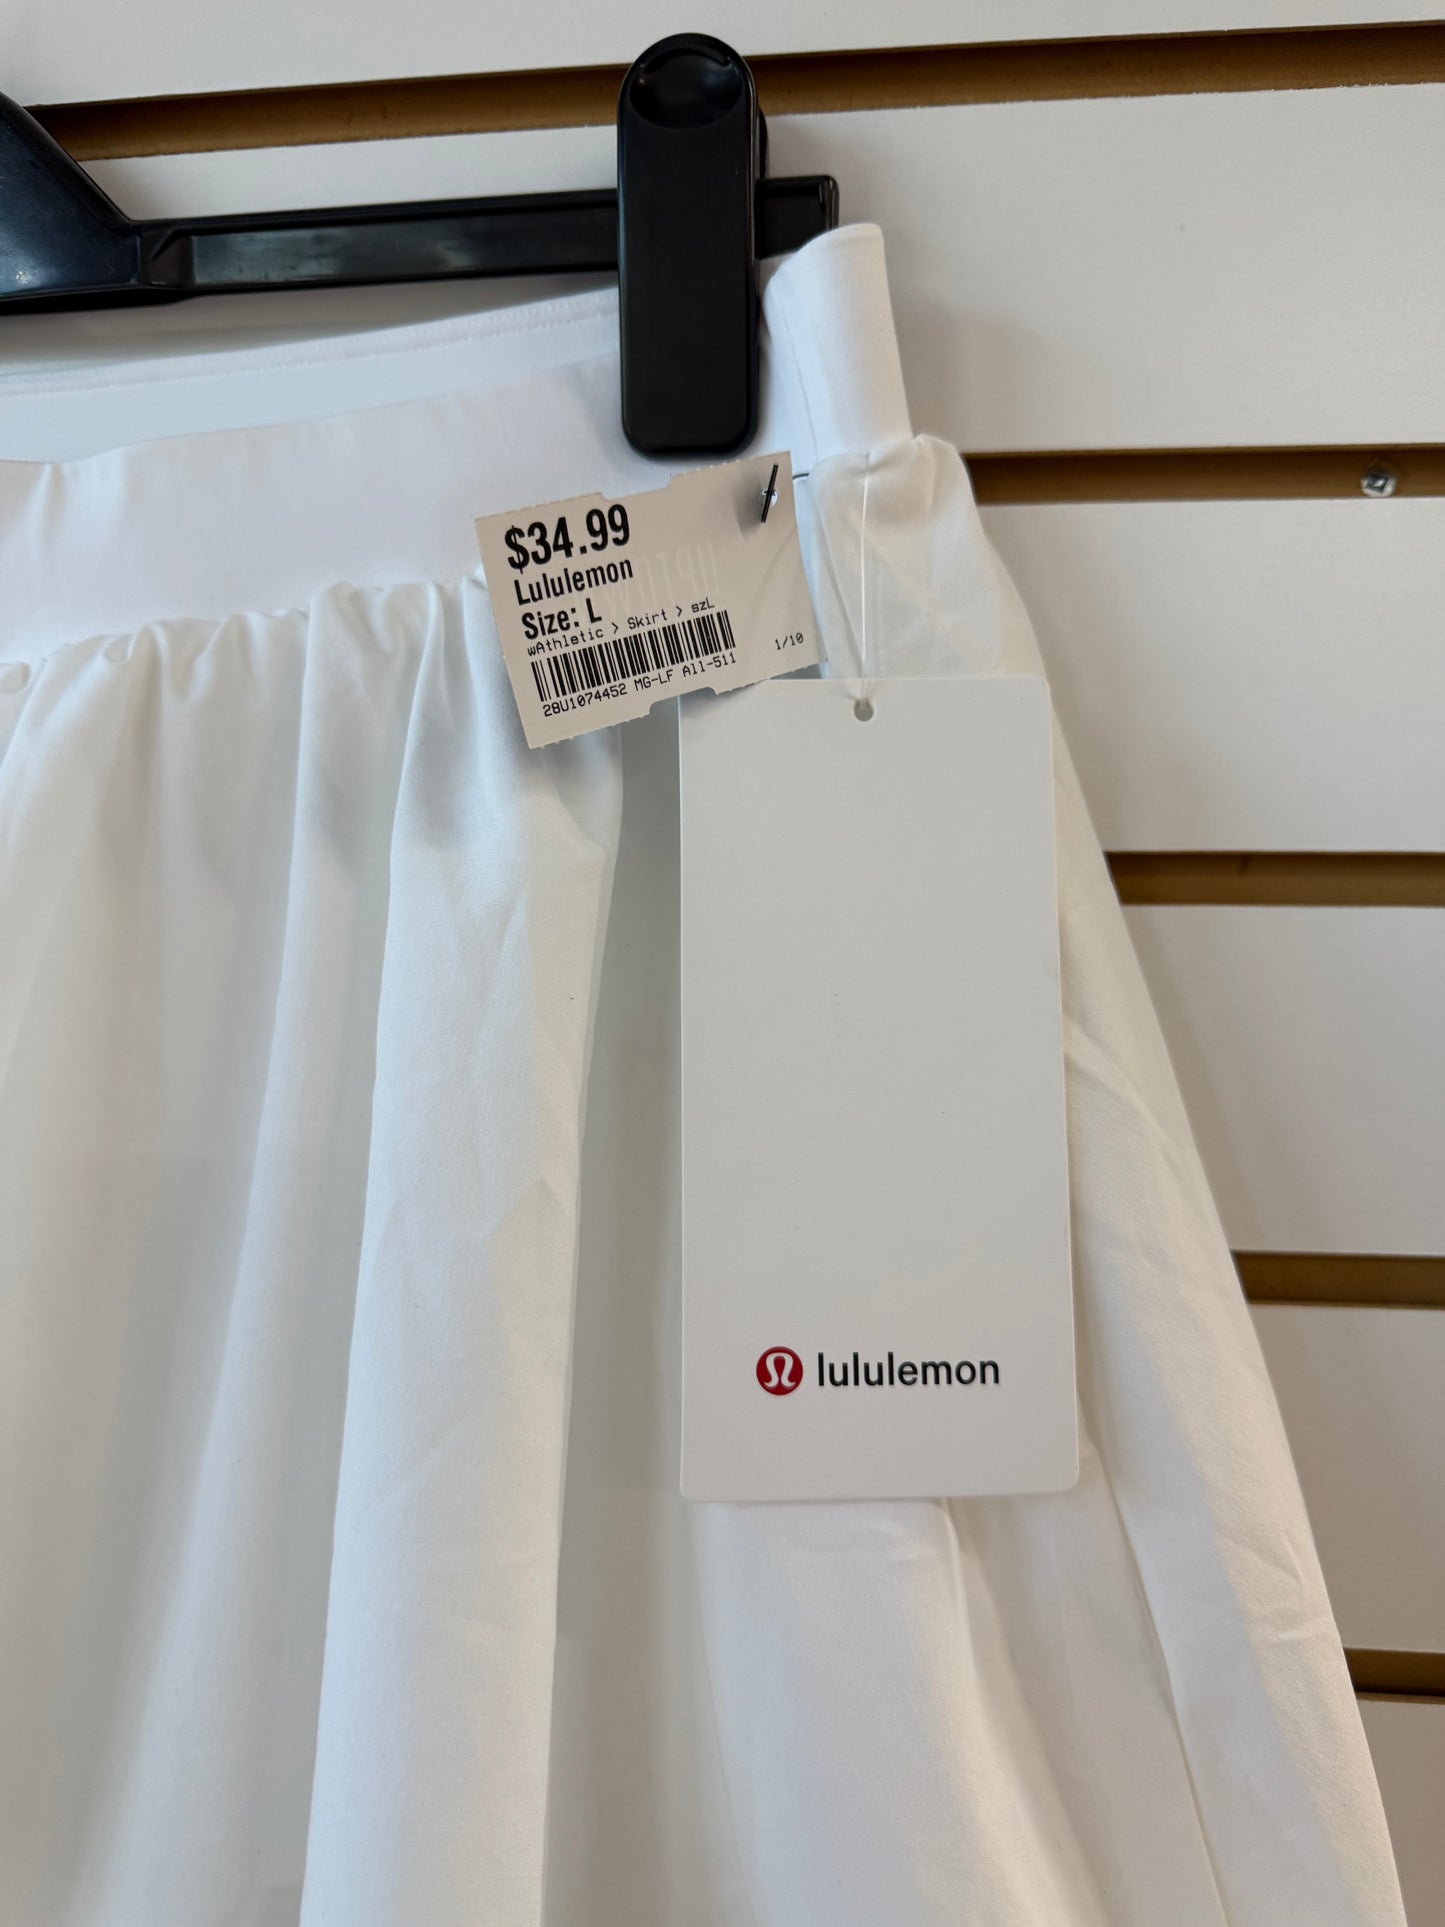 $34.99
Lululemon
Size: L
wAthletic > Skirt > szL
1/10
28U1074452 MG-LF A11-511
lululemon